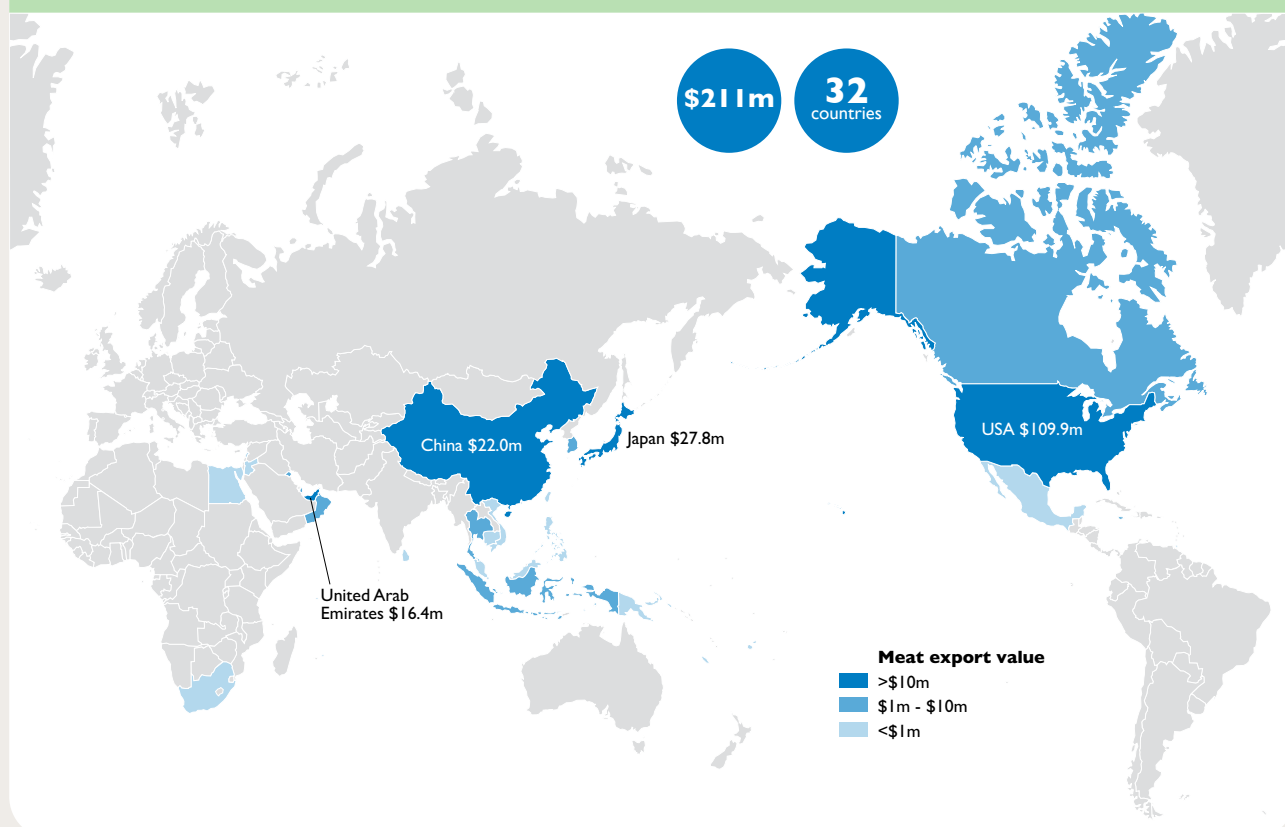 $211m
32
countries
China $22.0m
Japan $27.8m
USA $109.9m
United Arab
Emirates $16.4m
Meat export value
>$10m
$1m - $10m
<$1m